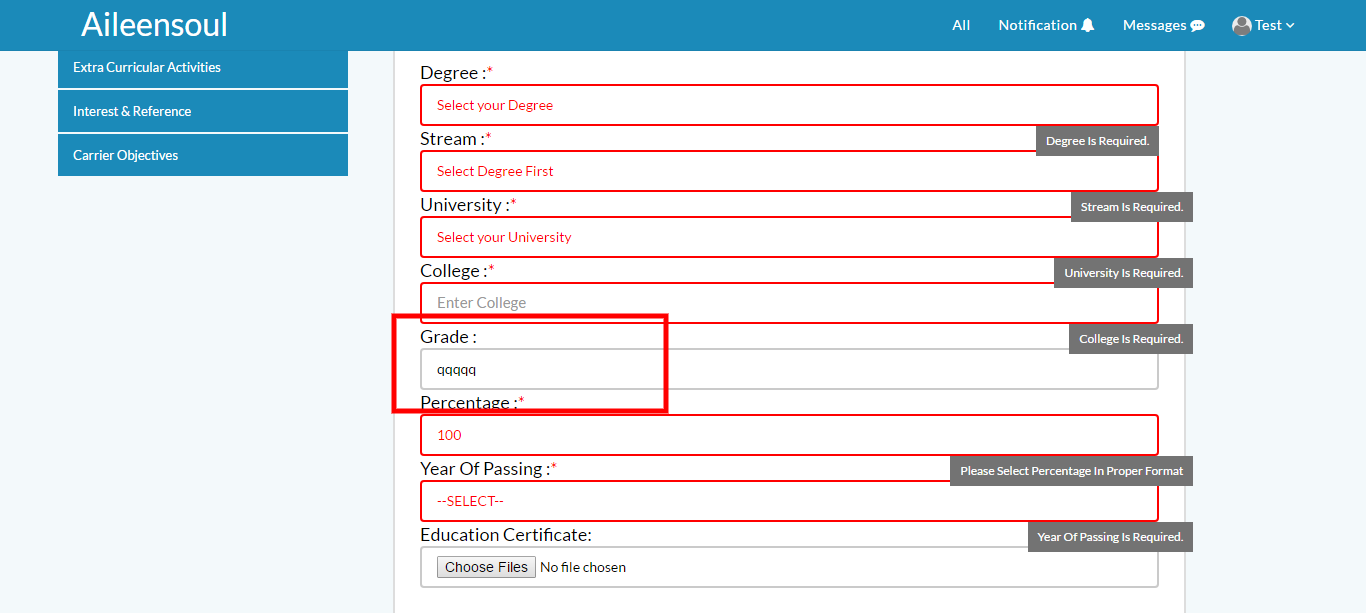 Aileensoul
All Notification Messages Test
Extra Curricular Activities
Interest & Reference
Carrier Objectives
Degree :*
Select your Degree
Degree Is Required.
Stream :*
Select Degree First
Stream Is Required.
University :*
Select your University
University Is Required.
College :*
Enter College
College Is Required.
Grade :
qqqqq
Percentage :*
100
Please Select Percentage In Proper Format
Year Of Passing :*
--SELECT--
Year Of Passing Is Required.
Education Certificate:
Choose Files No file chosen